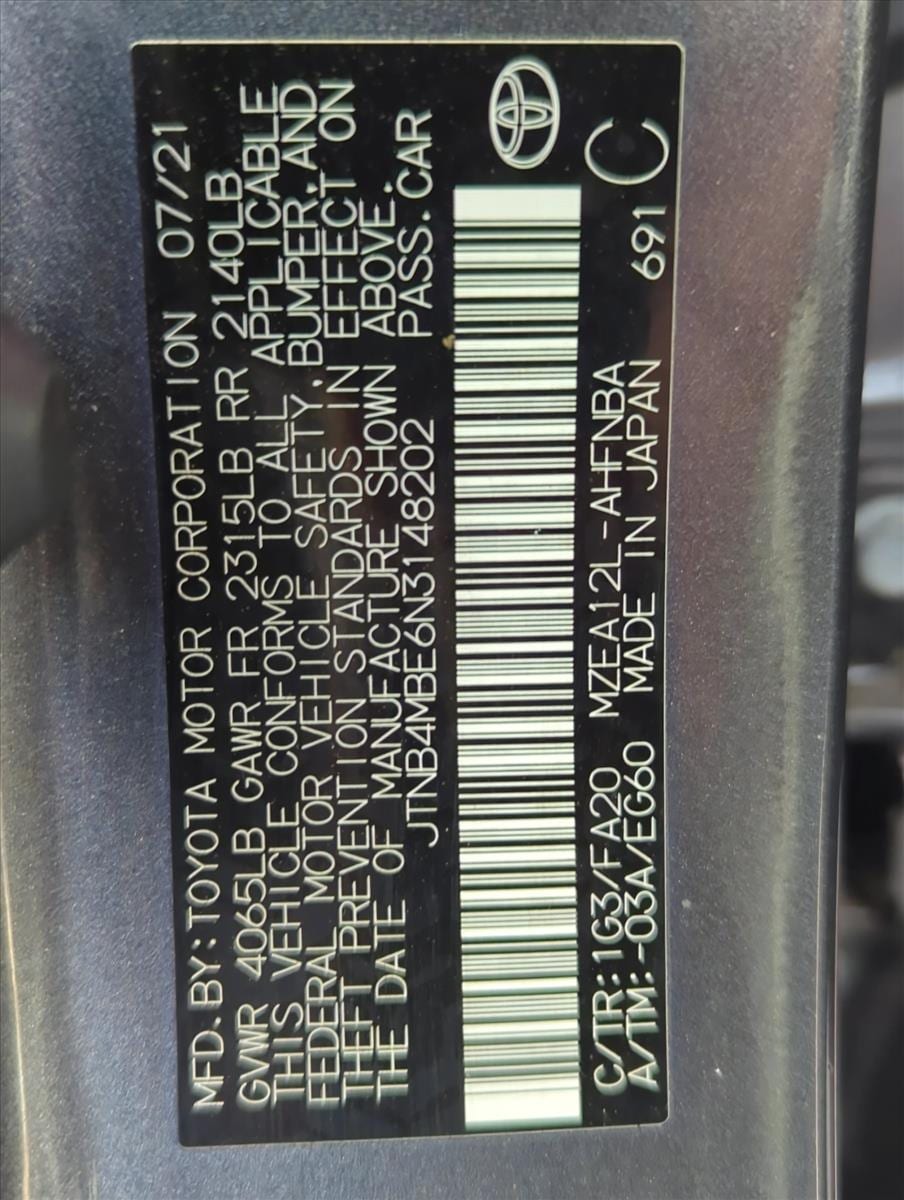 MFD.BY:TOYOTA MOTOR CORPORATION 07/21
GVWR 4065LB GAWR FR 2315LB RR 2140LB
THIS VEHICLE CONFORMS TO ALL APPLICABLE
FEDERAL MOTOR VEHICLE SAFETY, BUMPER, AND
THEFT PREVENTION STANDARDS IN EFFECT ON
THE DATE OF MANUFACTURE SHOWN ABOVE.
JTNB4MBE6N3148202 PASS.CAR
C/TR:1G3/FA20 MZEA12L-AHFNBA 691 C
A/TM:-03A/EG60 MADE IN JAPAN